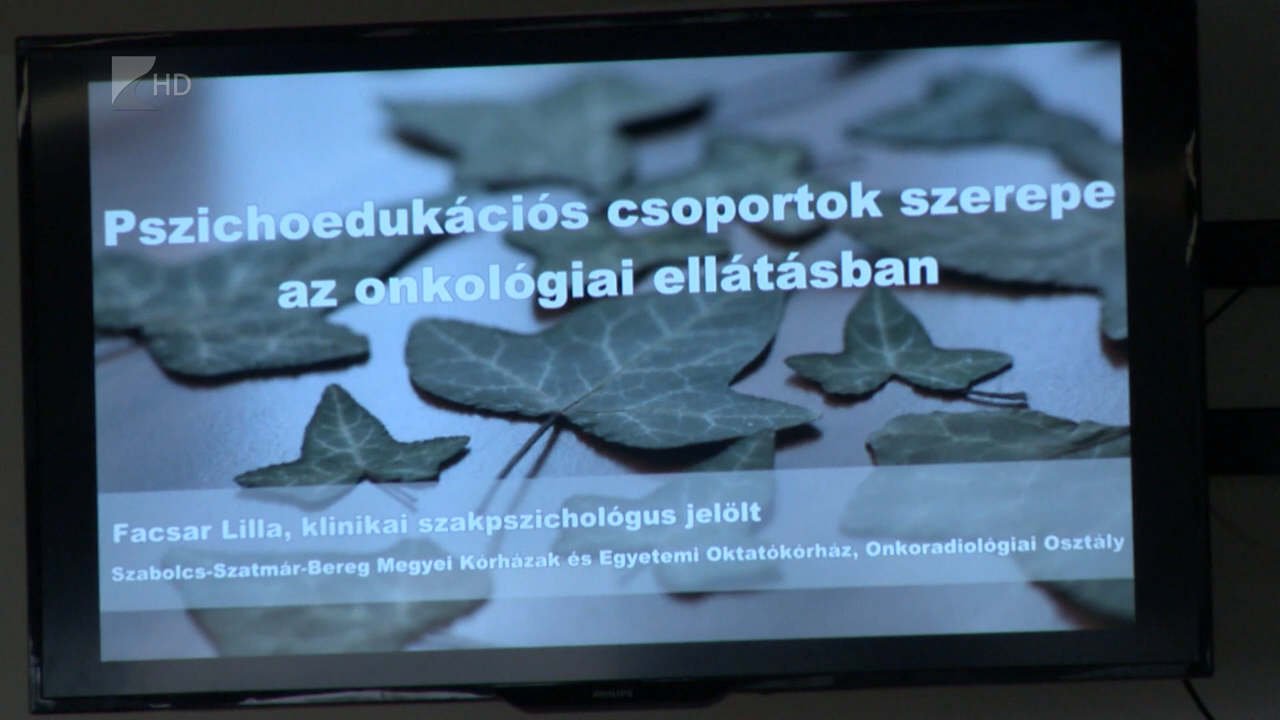 HD
Pszichoedukációs csoportok szerepe
az onkológiai ellátásban
Facsar Lilla, klinikai szakpszichológus jelölt
Szabolcs-Szatmár-Bereg Megyei Kórházak és Egyetemi Oktatókórház, Onkoradiológiai Osztály
PHILIPS